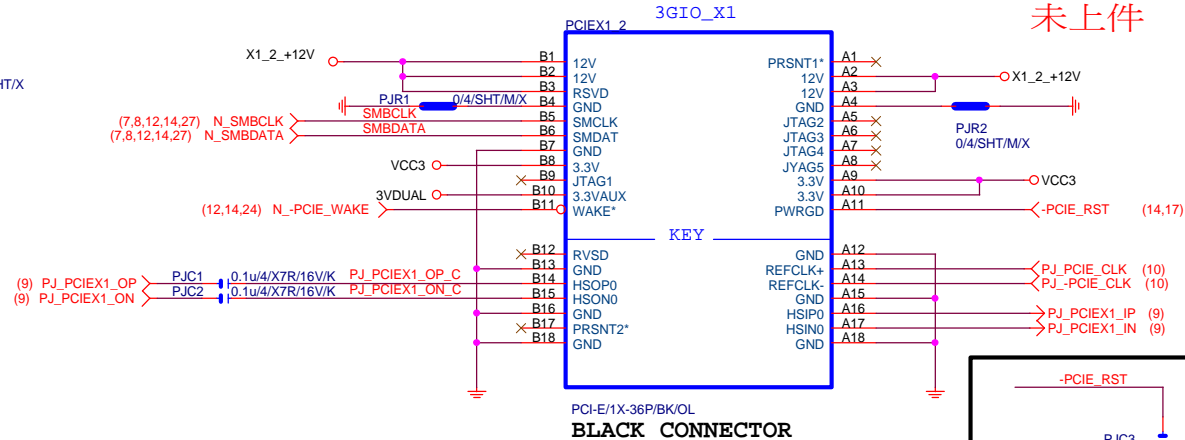 3GIO_X1
未上件
PCIEX1_2
X1_2_+12V
HT/X
B1 12V
B2 12V
B3 RSVD
PJR1 0/4/SHT/M/X B4 GND
(7,8,12,14,27) N_SMBCLK SMBCLK B5 SMCLK
(7,8,12,14,27) N_SMBDATA SMBDATA B6 SMDAT
B7 GND
VCC3 B8 3.3V
B9 JTAG1
3VDUAL B10 3.3VAUX
(12,14,24) N_-PCIE_WAKE B11 WAKE*
KEY
B12 RVSD
B13 GND
(9) PJ_PCIEX1_OP PJC1 0.1u/4/X7R/16V/K PJ_PCIEX1_OP_C B14 HSOP0
(9) PJ_PCIEX1_ON PJC2 0.1u/4/X7R/16V/K PJ_PCIEX1_ON_C B15 HSON0
B16 GND
B17 PRSNT2*
B18 GND
PRSNT1* A1
12V A2 X1_2_+12V
12V A3
GND A4
PJR2
0/4/SHT/M/X
JTAG2 A5
JTAG3 A6
JTAG4 A7
JYAG5 A8
3.3V A9 VCC3
3.3V A10
PWRGD A11 -PCIE_RST (14,17)
GND A12
REFCLK+ A13 PJ_PCIE_CLK (10)
REFCLK- A14 PJ_-PCIE_CLK (10)
GND A15
HSIP0 A16 PJ_PCIEX1_IP (9)
HSIN0 A17 PJ_PCIEX1_IN (9)
GND A18
PCI-E/1X-36P/BK/OL
BLACK CONNECTOR
-PCIE_RST
PJC3